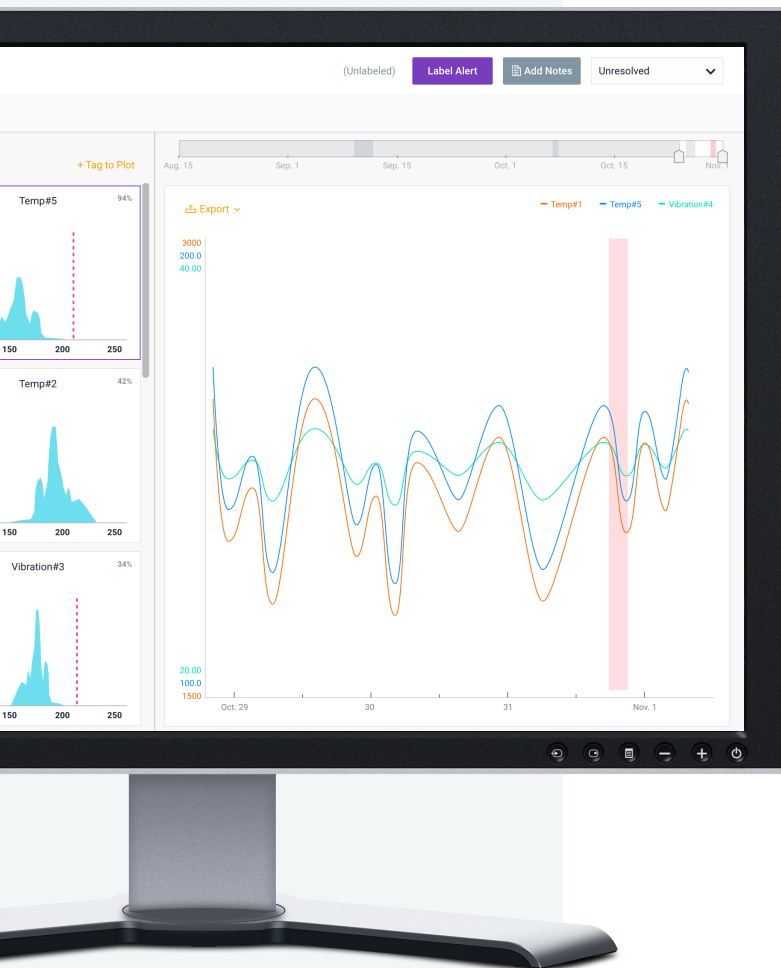 (Unlabeled) Label Alert Add Notes Unresolved
+ Tag to Plot
Aug. 15 Sep. 1 Sep. 15 Oct. 1 Oct. 15 Nov. 1
Temp#5 94%
150 200 250
Temp#2 42%
150 200 250
Vibration#3 34%
150 200 250
Export Temp#1 Temp#5 Vibration#4
3000
200.0
40.00
20.00
100.0
1500
Oct. 29 30 31 Nov. 1